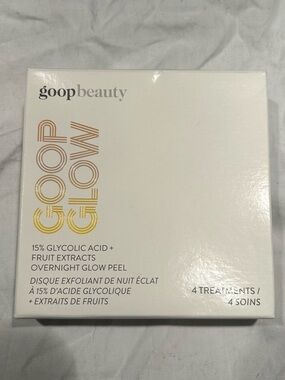 goopbeauty
GOOP
GLOW
15% GLYCOLIC ACID +
FRUIT EXTRACTS
OVERNIGHT GLOW PEEL
DISQUE EXFOLIANT DE NUIT ÉCLAT
À 15% D'ACIDE GLYCOLIQUE
+ EXTRAITS DE FRUITS
4 TREATMENTS /
4 SOINS